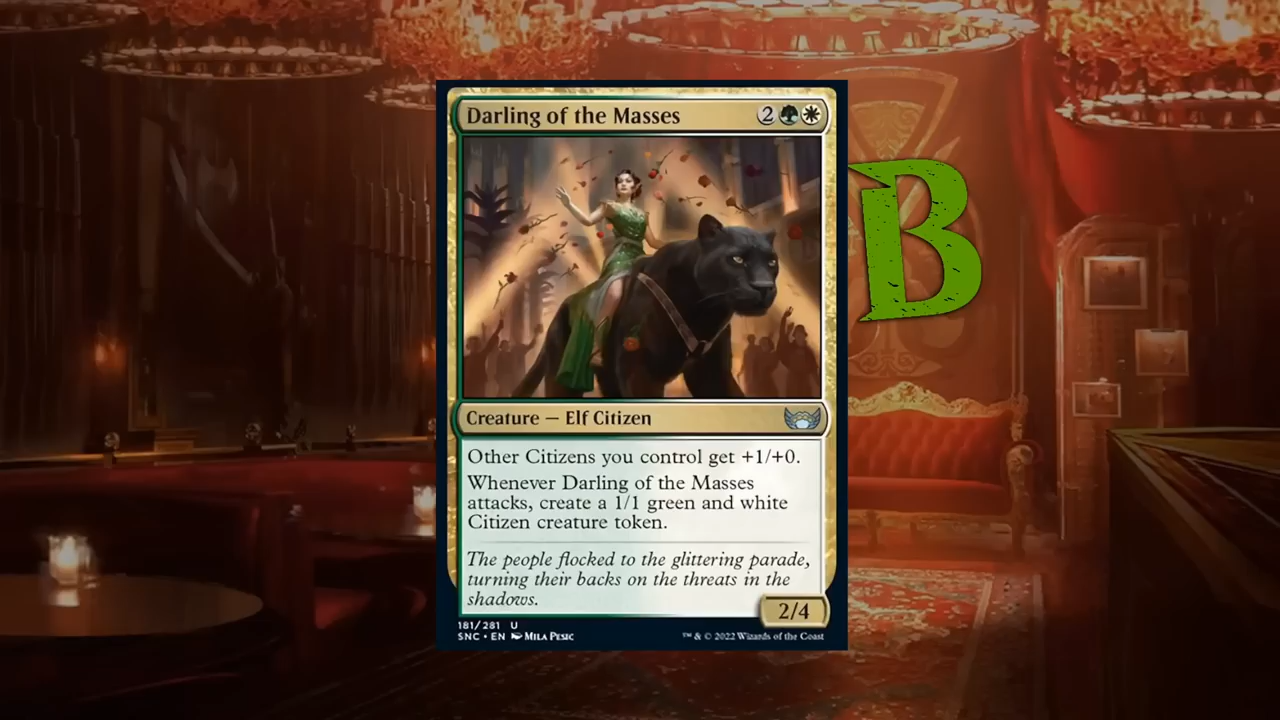 Darling of the Masses 2
B
Creature — Elf Citizen
Other Citizens you control get +1/+0.
Whenever Darling of the Masses
attacks, create a 1/1 green and white
Citizen creature token.
The people flocked to the glittering parade,
turning their backs on the threats in the
shadows.
2/4
181/281 U
SNC • EN Mila Pesic
™ & © 2022 Wizards of the Coast